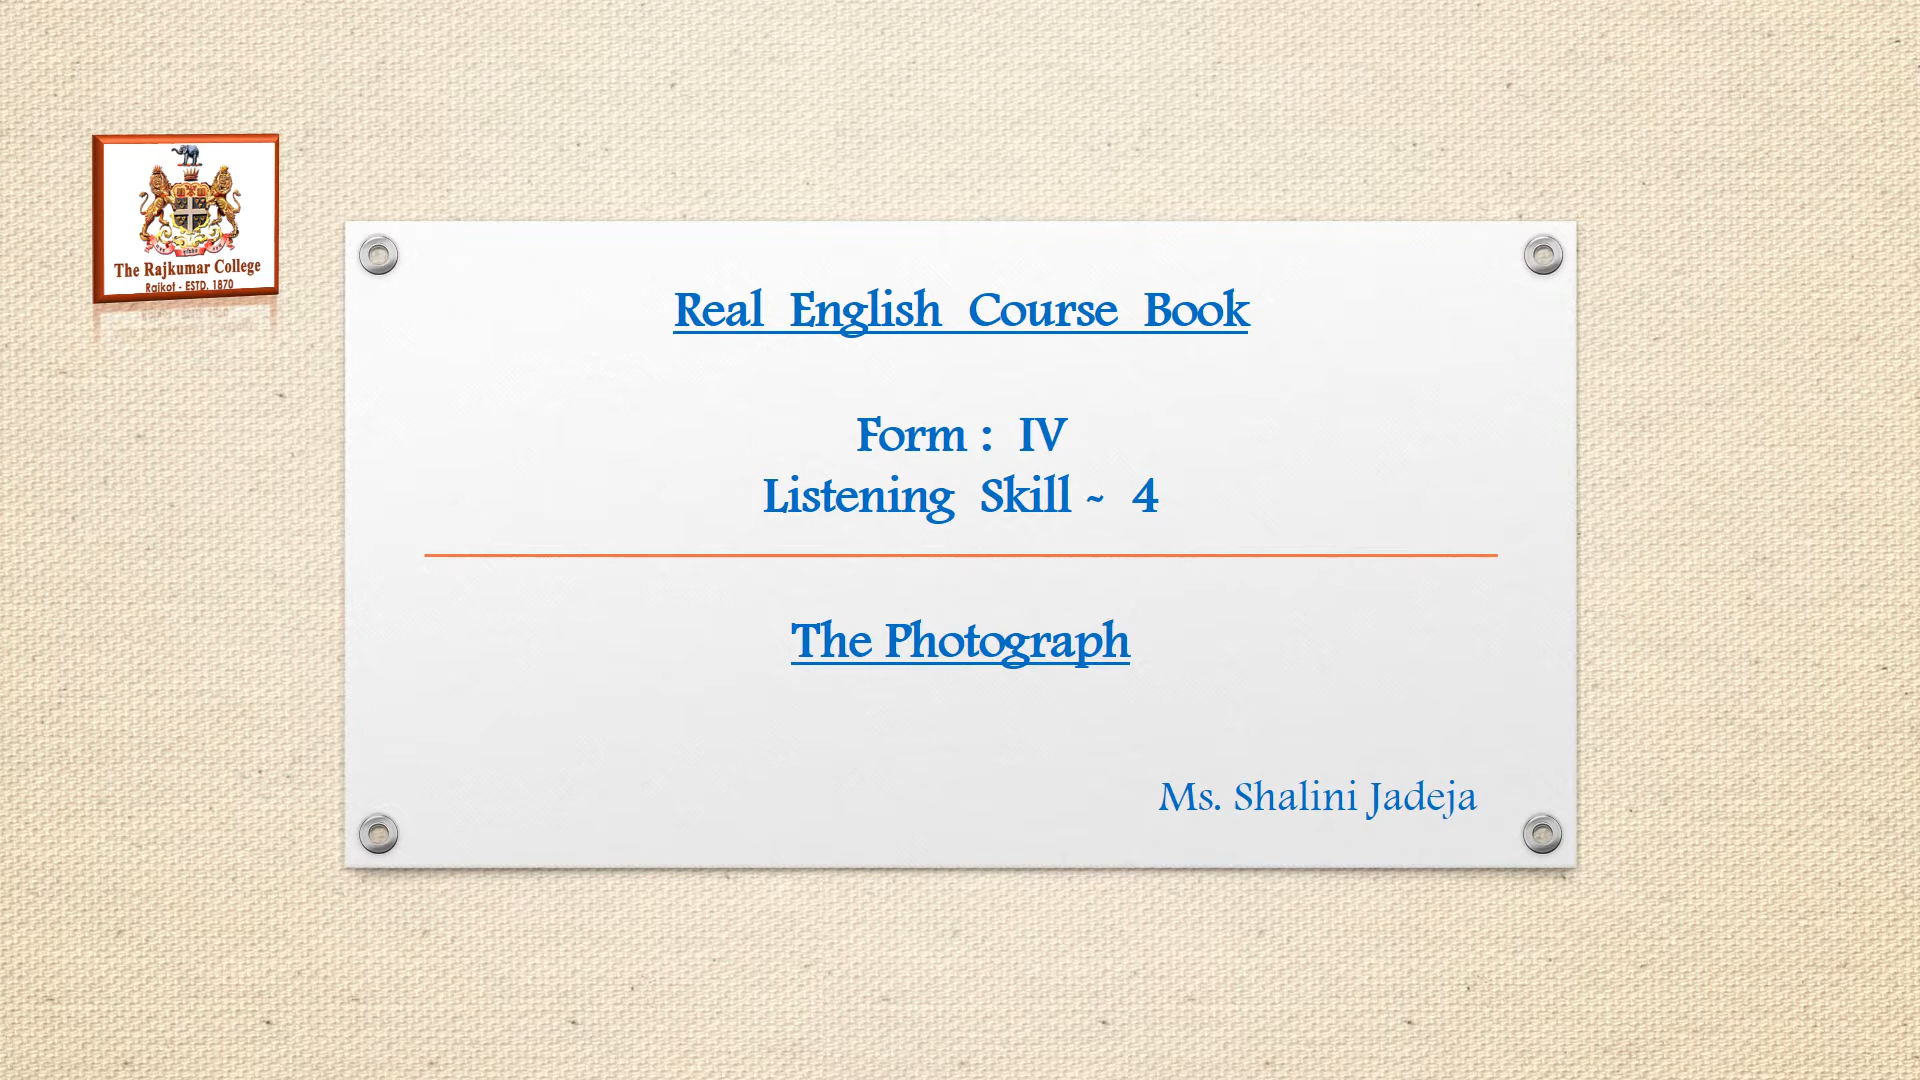 The Rajkumar College
Rajkot - ESTD. 1870
Real English Course Book
Form : IV
Listening Skill ~ 4
The Photograph
Ms. Shalini Jadeja